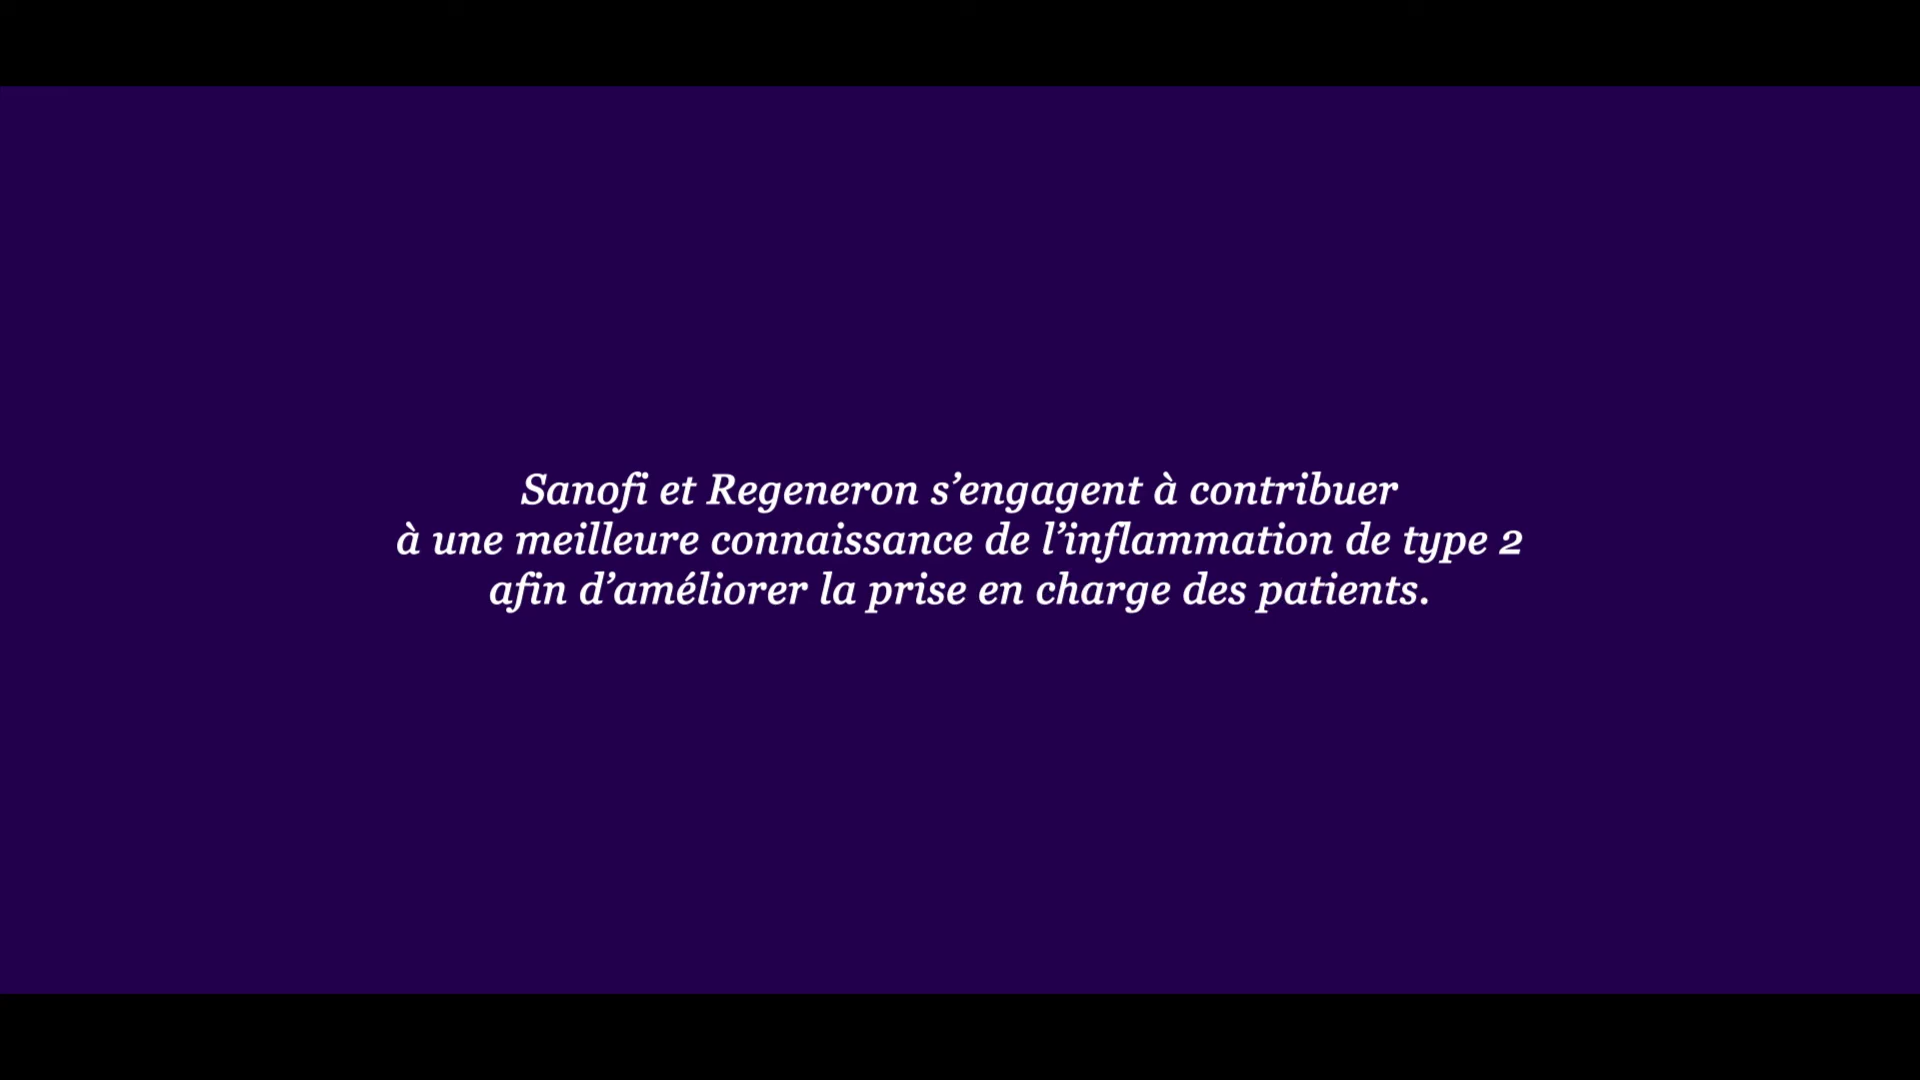 Sanofi et Regeneron s’engagent à contribuer
à une meilleure connaissance de l’inflammation de type 2
afin d’améliorer la prise en charge des patients.